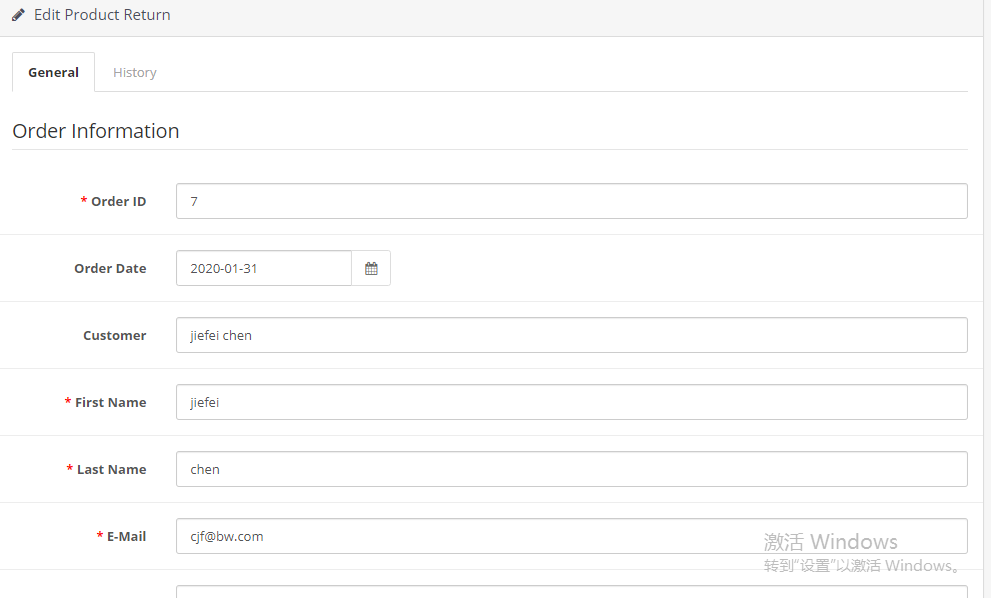 Edit Product Return
General History
Order Information
* Order ID 7
Order Date 2020-01-31
Customer jiefei chen
* First Name jiefei
* Last Name chen
* E-Mail cjf@bw.com
激活 Windows
转到"设置"以激活 Windows。